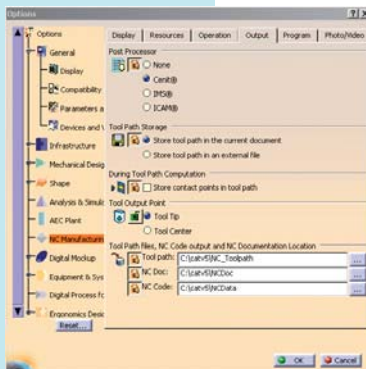 Options
? X
Options
General
Display
Compatibility
Parameters a
Devices and V
Infrastructure
Mechanical Desig
Shape
Analysis & Simula
AEC Plant
NC Manufacturin
Digital Mockup
Equipment & Sys
Digital Process fo
Ergonomics Desig
Reset...
Display Resources Operation Output Program Photo/Video
Post Processor
None
Cenit®
IMS®
ICAM®
Tool Path Storage
Store tool path in the current document
Store tool path in an external file
During Tool Path Computation
Store contact points in tool path
Tool Output Point
Tool Tip
Tool Center
Tool Path files, NC Code output and NC Documentation Location
Tool path: C:\catv5\NC_Toolpath ...
NC Doc: C:\catv5\NCDoc ...
NC Code: C:\catv5\NCData ...
OK Cancel